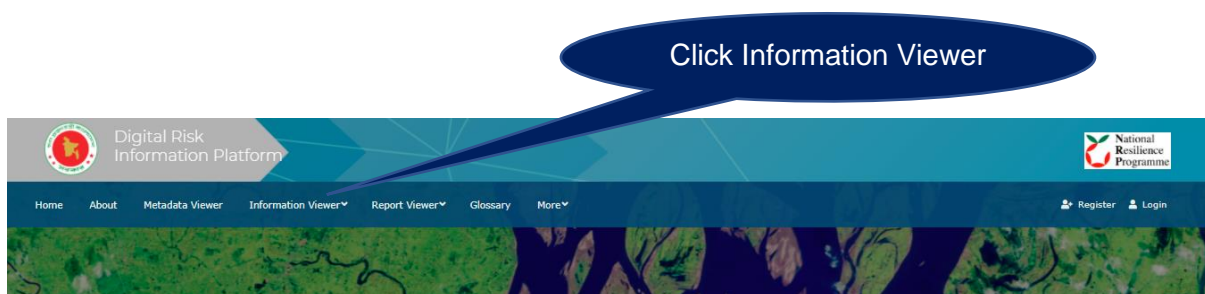 Click Information Viewer
Digital Risk
Information Platform
National
Resilience
Programme
Home About Metadata Viewer Information Viewer Report Viewer Glossary More Register Login